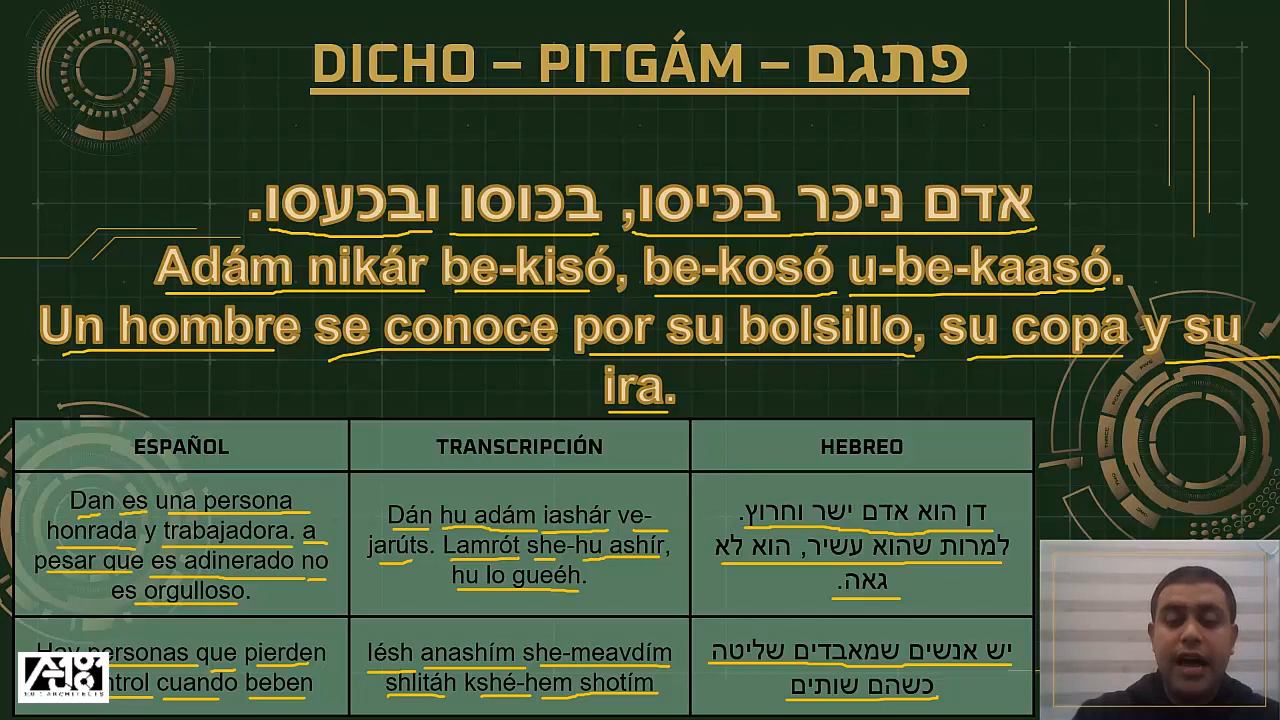 DICHO – PITGÁM – פתגם
אדם ניכר בכיסו, בכוסו ובכעסו.
Adám nikár be-kisó, be-kosó u-be-kaasó.
Un hombre se conoce por su bolsillo, su copa y su
ira.
ESPAÑOL
TRANSCRIPCIÓN
HEBREO
Dan es una persona
honrada y trabajadora. a
pesar que es adinerado no
es orgulloso.
Dán hu adám iashár ve-
jarúts. Lamrót she-hu ashír,
hu lo gueéh.
דן הוא אדם ישר וחרוץ.
למרות שהוא עשיר, הוא לא
גאה.
Hay personas que pierden
cuando beben
Iésh anashím she-meavdím
shlitáh kshé-hem shotím
יש אנשים שמאבדים שליטה
כשהם שותים